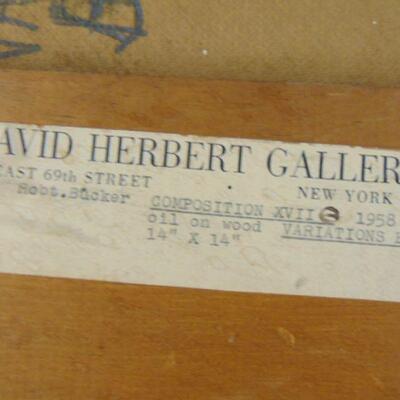 AVID HERBERT GALLER
EAST 69th STREET NEW YORK
Robt.Bucker COMPOSITION XVII 1958
oil on wood VARIATIONS
14" X 14"